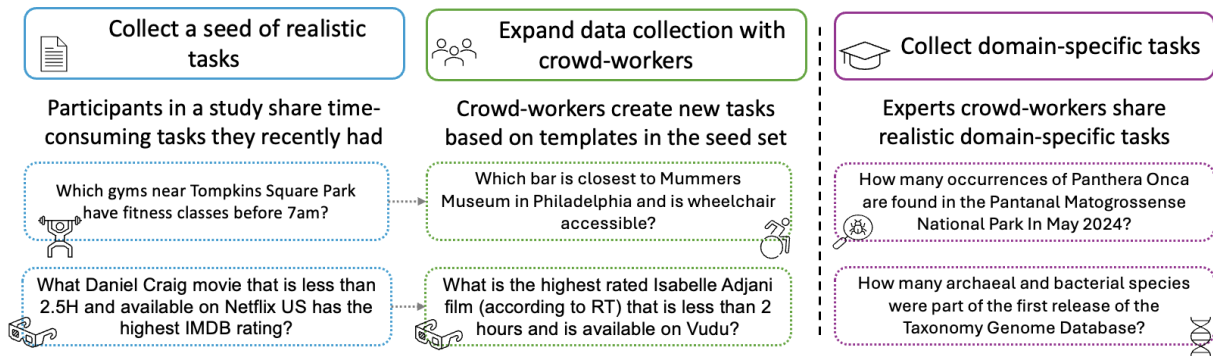 Collect a seed of realistic
tasks
Participants in a study share time-
consuming tasks they recently had
Which gyms near Tompkins Square Park
have fitness classes before 7am?
What Daniel Craig movie that is less than
2.5H and available on Netflix US has the
highest IMDB rating?
Expand data collection with
crowd-workers
Crowd-workers create new tasks
based on templates in the seed set
Which bar is closest to Mummers
Museum in Philadelphia and is wheelchair
accessible?
What is the highest rated Isabelle Adjani
film (according to RT) that is less than 2
hours and is available on Vudu?
Collect domain-specific tasks
Experts crowd-workers share
realistic domain-specific tasks
How many occurrences of Panthera Onca
are found in the Pantanal Matogrossense
National Park In May 2024?
How many archaeal and bacterial species
were part of the first release of the
Taxonomy Genome Database?